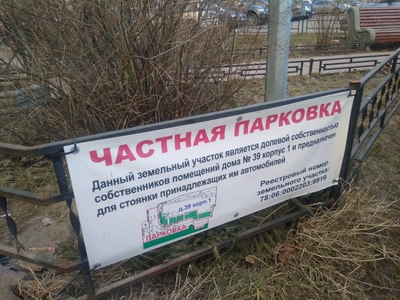 ЧАСТНАЯ ПАРКОВКА
Данный земельный участок является долевой собственностью
собственников помещений дома № 39 корпус 1 и предназначен
для стоянки принадлежащих им автомобилей
Реестровый номер
земельного участка:
78:06:0002203:9919
д.39 корп.1
ПАРКОВКА